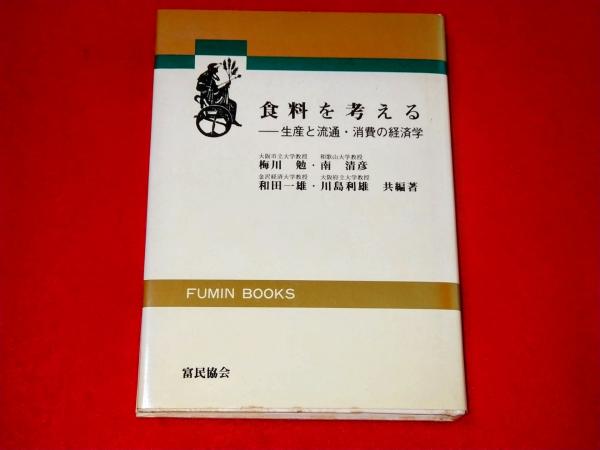 食料を考える
―生産と流通・消費の経済学
大阪市立大学教授 和歌山大学教授
梅川 勉・南 清彦
金沢経済大学教授 大阪府立大学教授
和田一雄・川島利雄 共編著
FUMIN BOOKS
富民協会